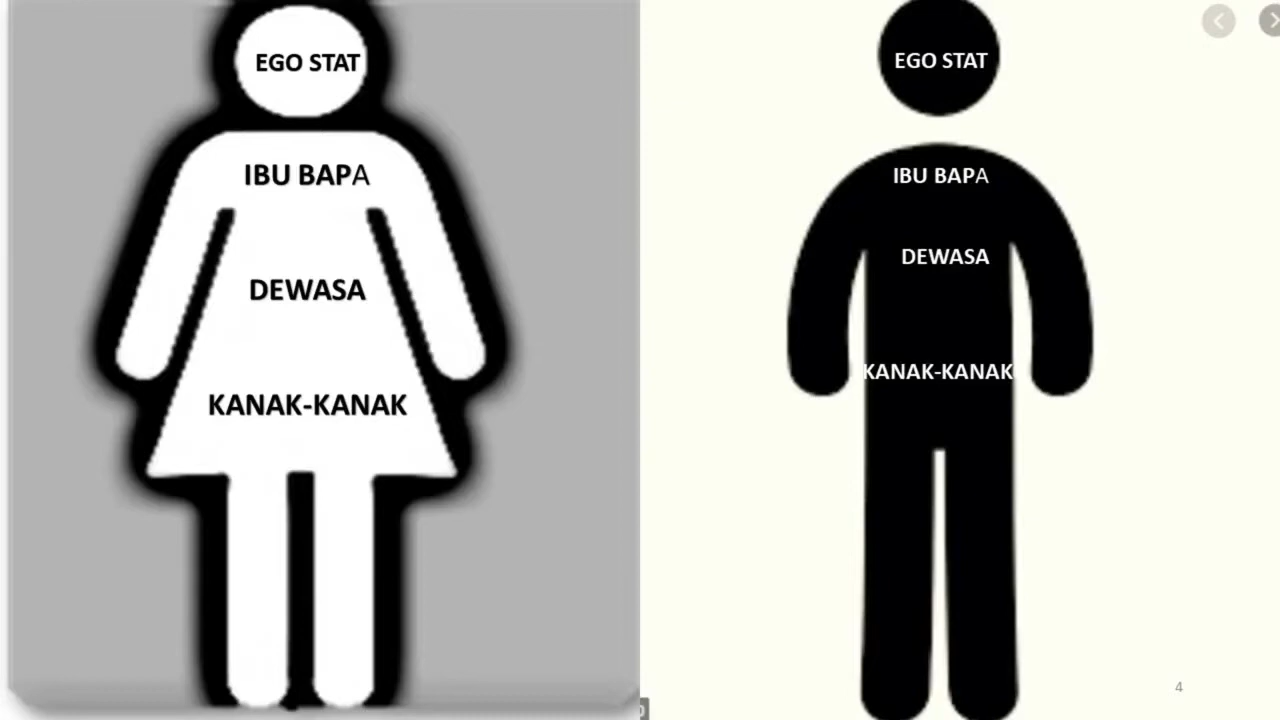 EGO STAT
IBU BAPA
DEWASA
KANAK-KANAK
EGO STAT
IBU BAPA
DEWASA
KANAK-KANAK
4